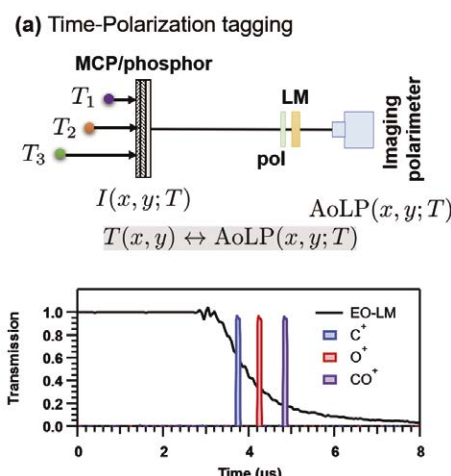 (a) Time-Polarization tagging
MCP/phosphor
T₁
T₂
T₃
LM
pol
Imaging
polarimeter
I(x, y; T)
AoLP(x, y; T)
T(x, y) ↔ AoLP(x, y; T)
Transmission
1.0
0.8
0.6
0.4
0.2
0.0
EO-LM
C⁺
O⁺
CO⁺
0
2
4
6
8
Time (μs)